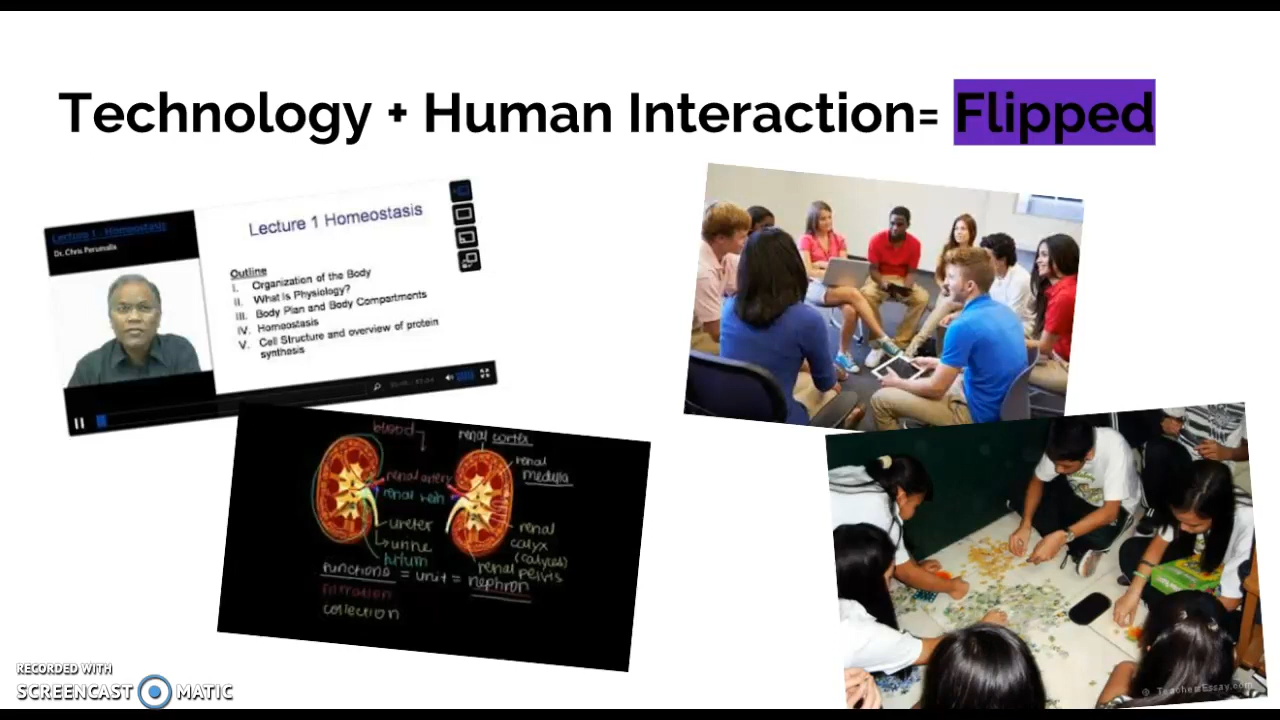 Technology + Human Interaction= Flipped
Lecture 1 Homeostasis
Lecture 1: Homeostasis
Dr. Chris Perumalla
Outline
I. Organization of the Body
II. What is Physiology?
III. Body Plan and Body Compartments
IV. Homeostasis
V. Cell Structure and overview of protein
synthesis
blood
renal cortex
renal
medulla
renal artery
renal vein
ureter
urine
hilum
renal
calyx
(calyces)
renal pelvis
functions = unit = nephron
filtration
collection
RECORDED WITH
SCREENCAST MATIC
© TeacherzEssay.com